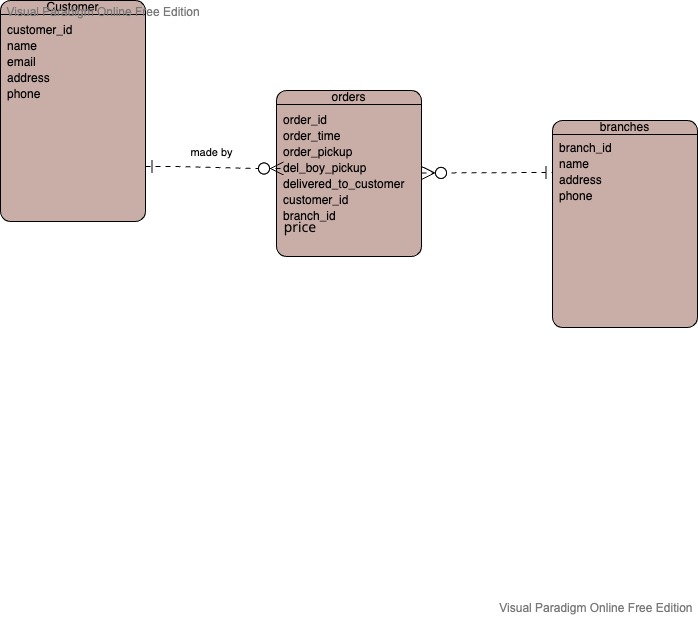 Customer
Visual Paradigm Online Free Edition
customer_id
name
email
address
phone
made by
orders
order_id
order_time
order_pickup
del_boy_pickup
delivered_to_customer
customer_id
branch_id
price
branches
branch_id
name
address
phone
Visual Paradigm Online Free Edition